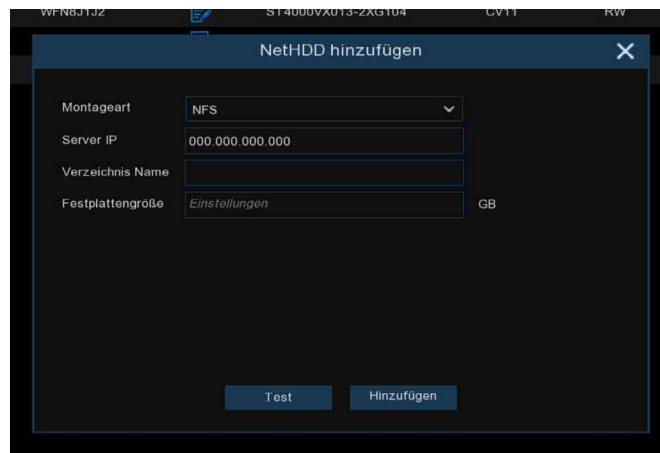 WFN8J1J2 ST4000VX013-2XG104 CV11 RW
NetHDD hinzufügen
Montageart NFS
Server IP 000.000.000.000
Verzeichnis Name
Festplattengröße Einstellungen GB
Test Hinzufügen